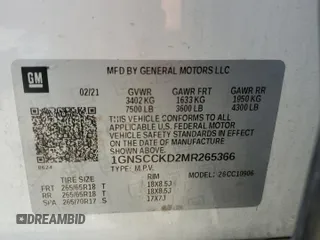 GM
MFD BY GENERAL MOTORS LLC
02/21 GVWR GAWR FRT GAWR RR
3402 KG 1633 KG 1950 KG
7500 LB 3600 LB 4300 LB
THIS VEHICLE CONFORMS TO ALL
APPLICABLE U.S. FEDERAL MOTOR
VEHICLE SAFETY STANDARDS IN EFFECT
ON THE DATE OF MANUFACTURE
SHOWN ABOVE.
1GNSCCKD2MR265366
TYPE: M.P.V. MODEL:
TIRE SIZE RIM
FRT 265/65R18 T 18X8.5J
RR 265/65R18 T 18X8.5J
SPA 265/70R17 S 17X7J
AUTOBIDMASTER